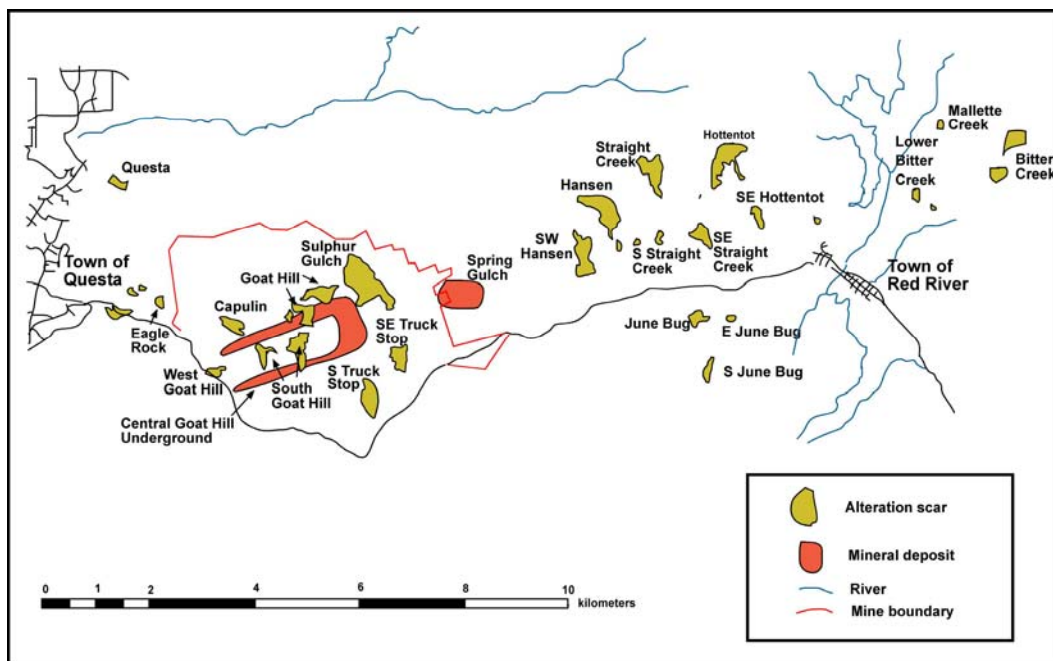 Mallette
Creek
Hottentot
Straight
Creek
Lower
Bitter
Creek
Bitter
Creek
Questa
Hansen
SE Hottentot
SW
Hansen
S Straight
Creek
SE
Straight
Creek
Town of
Questa
Sulphur
Gulch
Goat Hill
Spring
Gulch
Town of
Red River
Capulin
Eagle
Rock
SE Truck
Stop
June Bug
E June Bug
West
Goat Hill
South
Goat Hill
S Truck
Stop
S June Bug
Central Goat Hill
Underground
Alteration scar
Mineral deposit
River
Mine boundary
0 1 2 4 6 8 10
kilometers